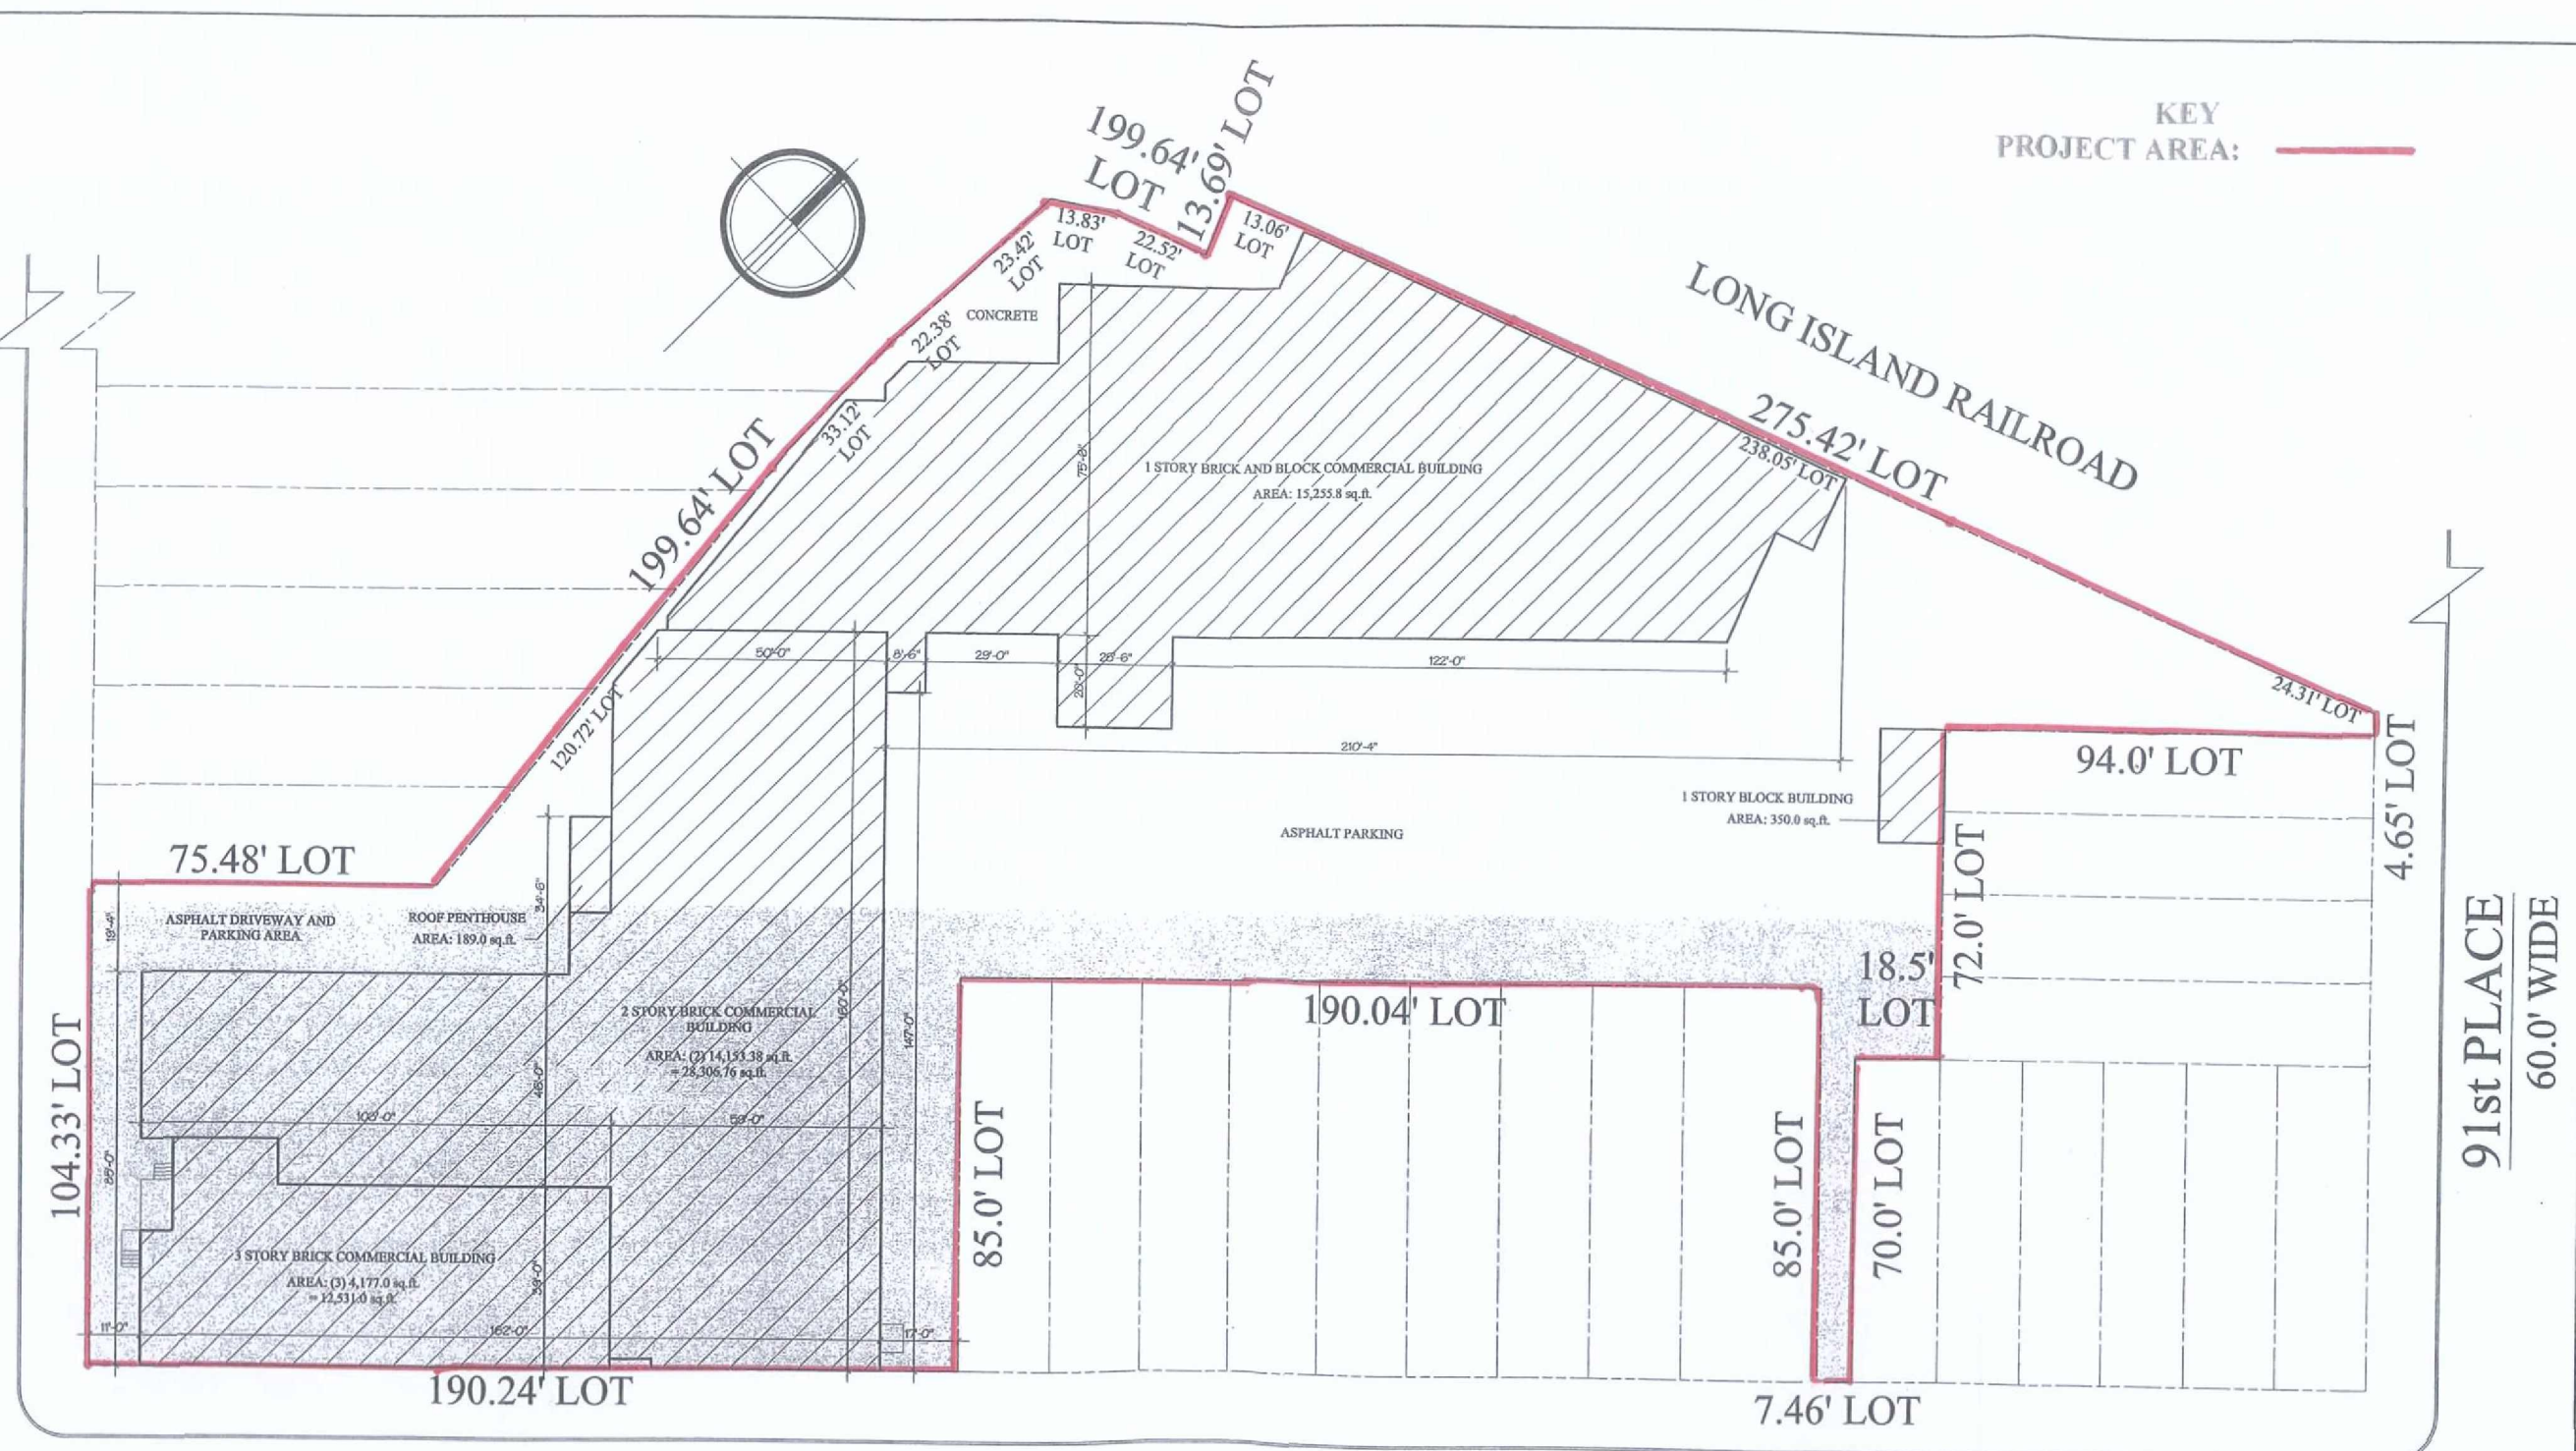 KEY
PROJECT AREA:
199.64'
LOT
13.69' LOT
13.83'
LOT
22.52'
LOT
13.06'
LOT
23.42'
LOT
CONCRETE
22.38'
LOT
33.12'
LOT
LONG ISLAND RAILROAD
275.42' LOT
238.05' LOT
199.64' LOT
75'-8"
1 STORY BRICK AND BLOCK COMMERCIAL BUILDING
AREA: 15,255.8 sq.ft.
50'-0"
8'-6"
29'-0"
122'-0"
24.31' LOT
120.72' LOT
210'-4"
94.0' LOT
4.65' LOT
1 STORY BLOCK BUILDING
AREA: 350.0 sq.ft.
ASPHALT PARKING
75.48' LOT
34'-6"
19'-4"
ASPHALT DRIVEWAY AND
PARKING AREA
ROOF PENTHOUSE
AREA: 189.0 sq.ft.
72.0' LOT
18.5'
LOT
91st PLACE
60.0' WIDE
190.04' LOT
2 STORY BRICK COMMERCIAL
BUILDING
AREA: (2) 14,153.38 sq.ft.
= 28,306.76 sq.ft.
147'-0"
104.33' LOT
59'-0"
85.0' LOT
85.0' LOT
70.0' LOT
3 STORY BRICK COMMERCIAL BUILDING
AREA: (3) 4,177.0 sq.ft.
= 12,531.0 sq.ft.
11'-0"
162'-0"
17'-0"
190.24' LOT
7.46' LOT